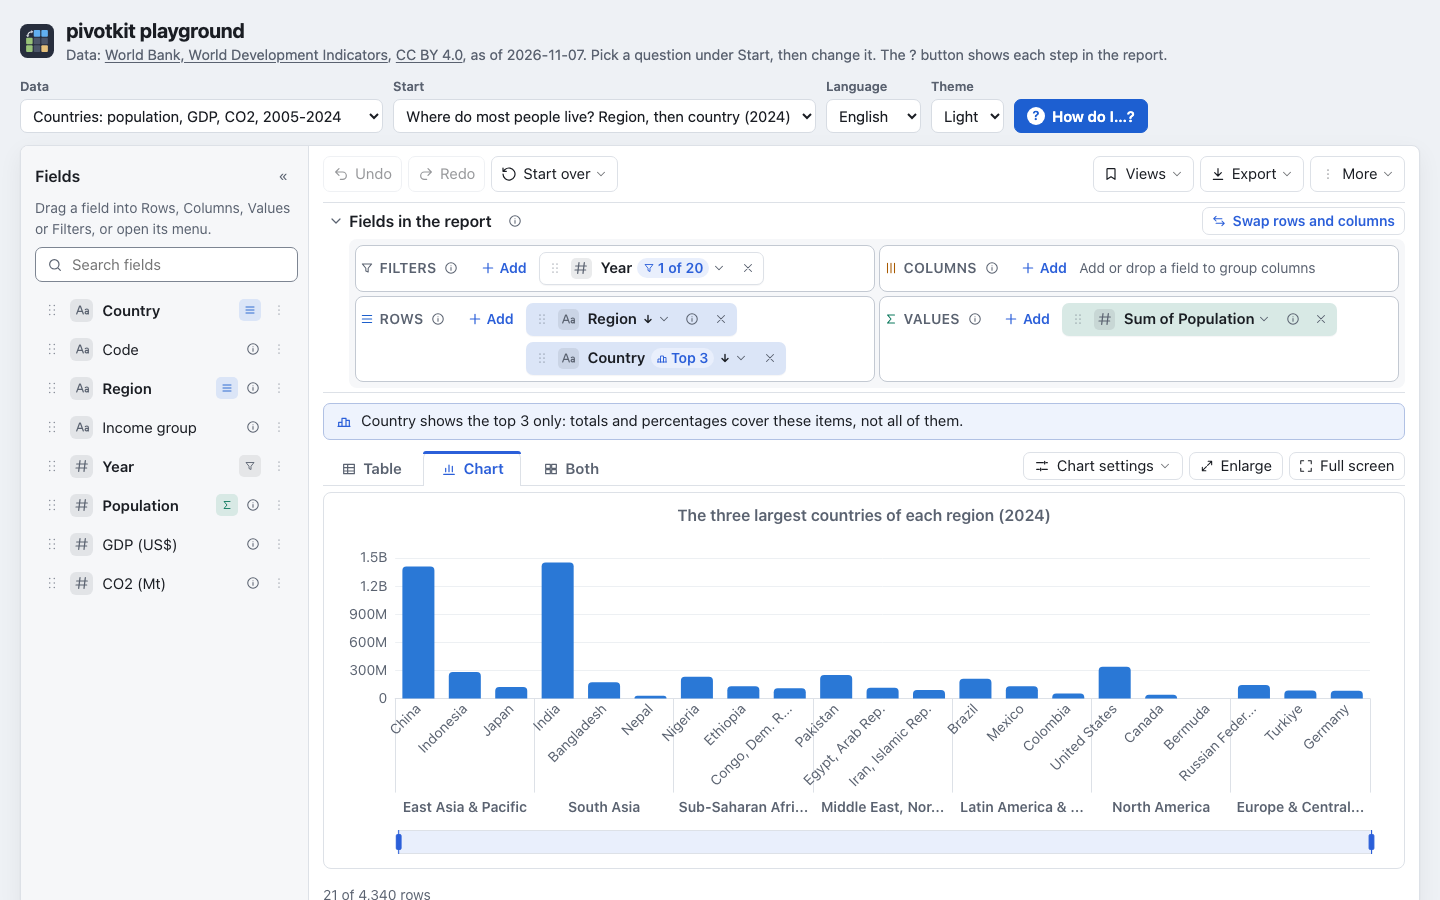 pivotkit playground
Data: World Bank, World Development Indicators, CC BY 4.0, as of 2026-11-07. Pick a question under Start, then change it. The ? button shows each step in the report.
Data
Start
Language
Theme
Countries: population, GDP, CO2, 2005-2024
Where do most people live? Region, then country (2024)
English
Light
? How do I...?
Fields
«
Drag a field into Rows, Columns, Values
or Filters, or open its menu.
Search fields
Aa Country
Aa Code
Aa Region
Aa Income group
# Year
# Population Σ
# GDP (US$)
# CO2 (Mt)
Undo
Redo
Start over
Views
Export
More
Fields in the report
Swap rows and columns
FILTERS
+ Add
# Year 1 of 20
COLUMNS
+ Add
Add or drop a field to group columns
ROWS
+ Add
Aa Region ↓
Aa Country Top 3 ↓
Σ VALUES
+ Add
# Sum of Population
Country shows the top 3 only: totals and percentages cover these items, not all of them.
Table
Chart
Both
Chart settings
Enlarge
Full screen
The three largest countries of each region (2024)
1.5B
1.2B
900M
600M
300M
0
China
Indonesia
Japan
India
Bangladesh
Nepal
Nigeria
Ethiopia
Congo, Dem. R...
Pakistan
Egypt, Arab Rep.
Iran, Islamic Rep.
Brazil
Mexico
Colombia
United States
Canada
Bermuda
Russian Feder...
Turkiye
Germany
East Asia & Pacific
South Asia
Sub-Saharan Afri...
Middle East, Nor...
Latin America & ...
North America
Europe & Central...
21 of 4,340 rows